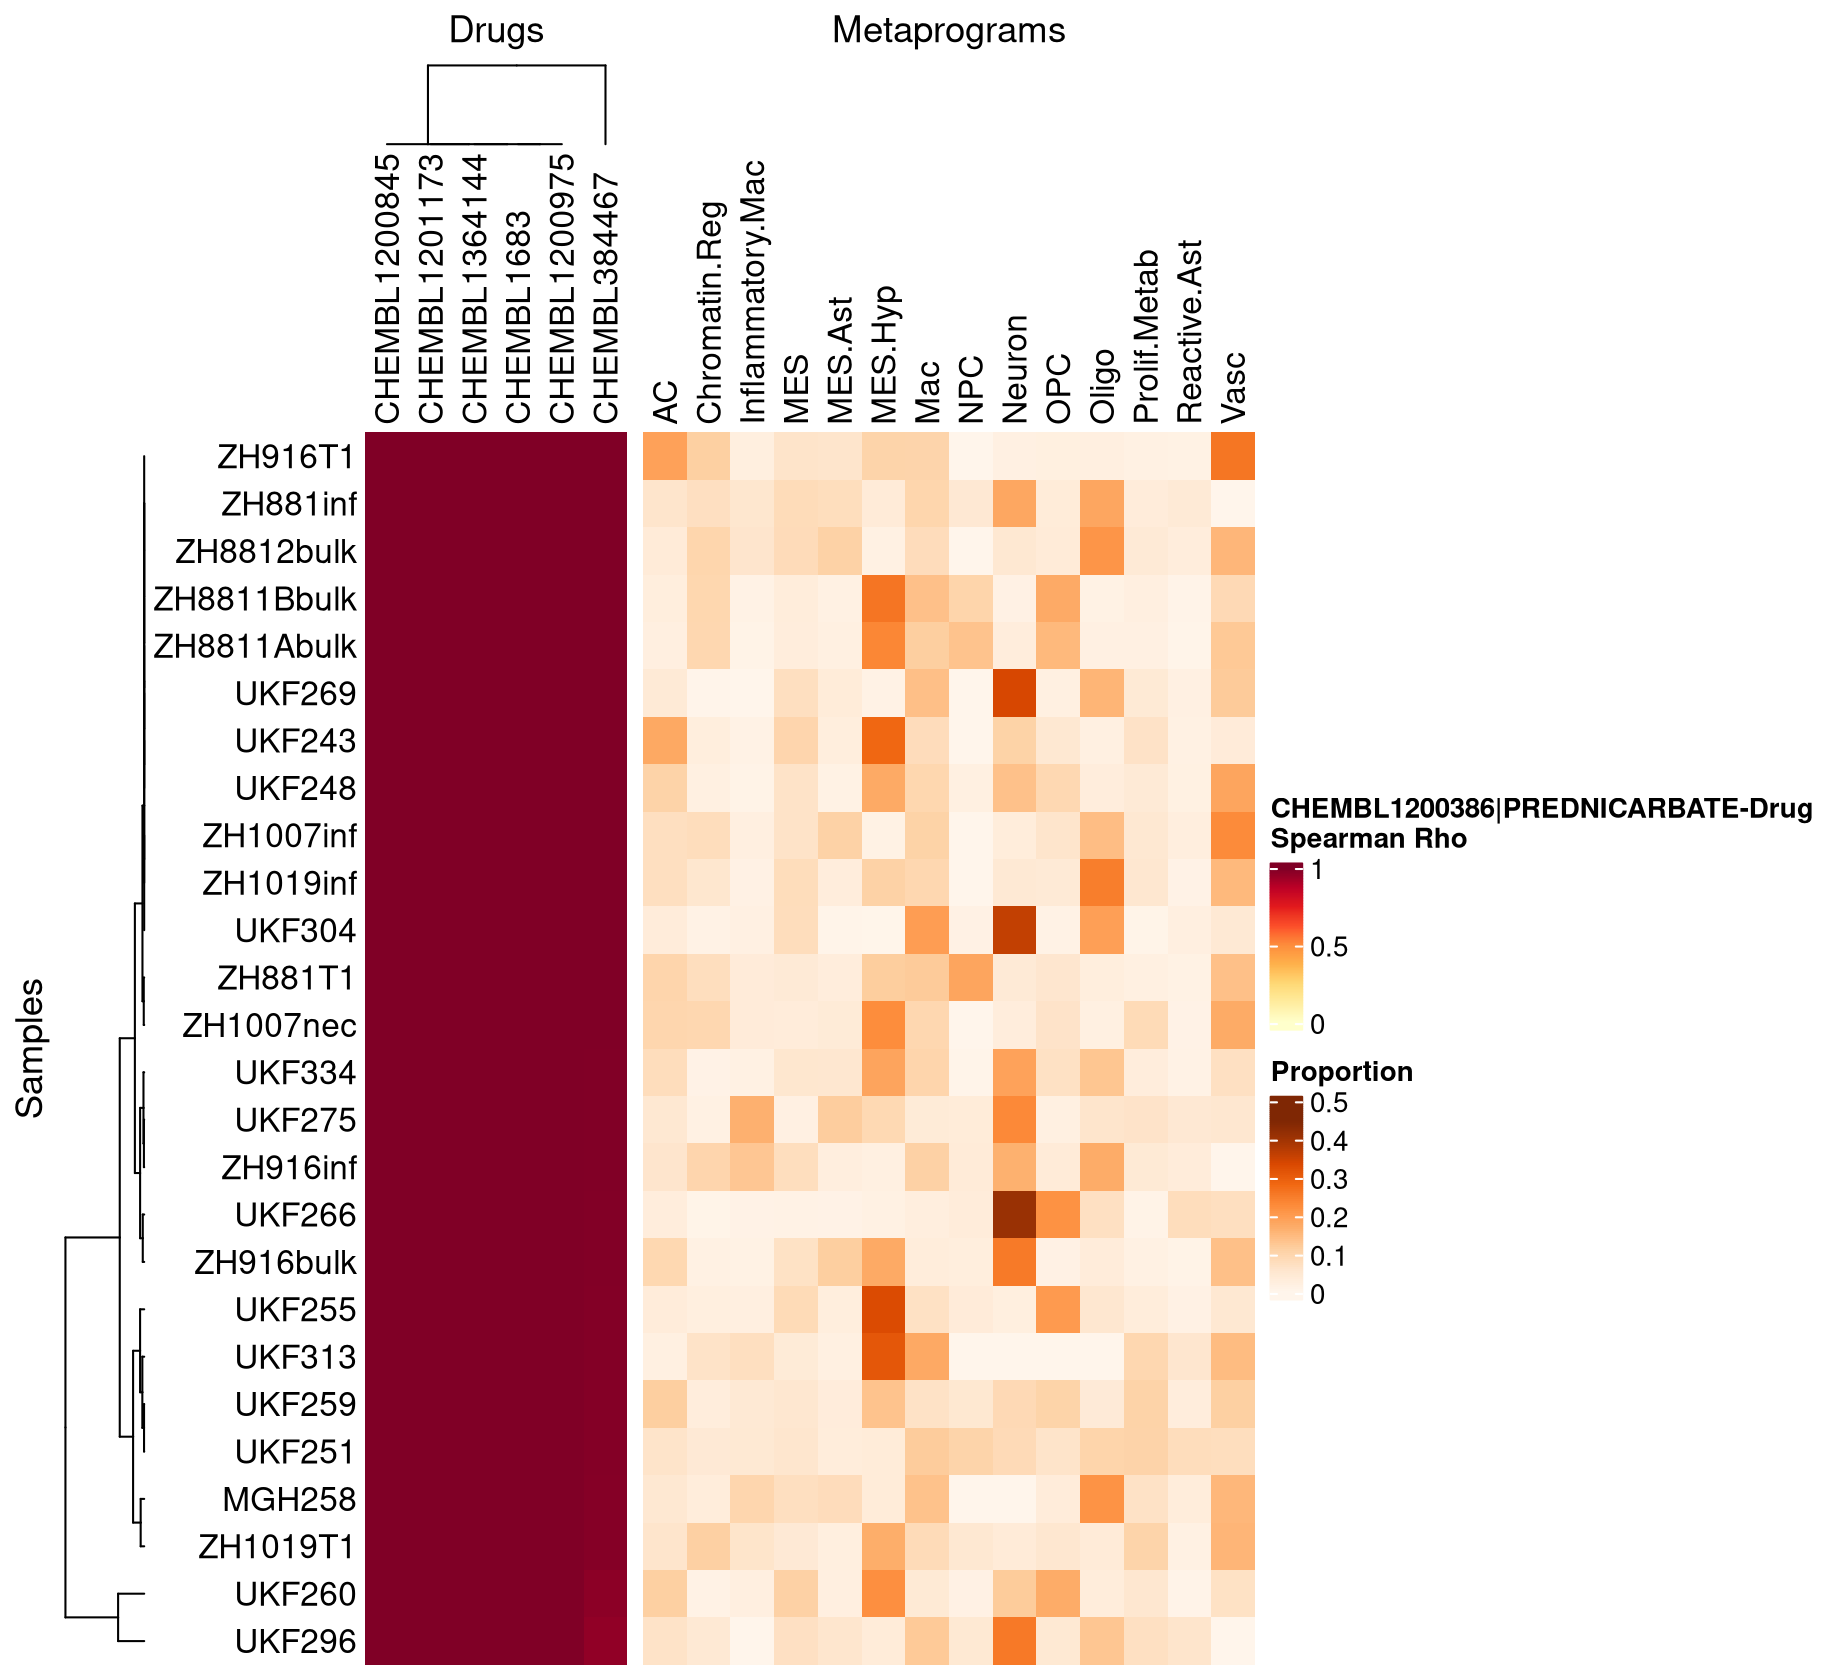 Drugs
Metaprograms
CHEMBL1200845
CHEMBL1201173
CHEMBL1364144
CHEMBL1683
CHEMBL1200975
CHEMBL384467
AC
Chromatin.Reg
Inflammatory.Mac
MES
MES.Ast
MES.Hyp
Mac
NPC
Neuron
OPC
Oligo
Prolif.Metab
Reactive.Ast
Vasc
Samples
ZH916T1
ZH881inf
ZH8812bulk
ZH8811Bbulk
ZH8811Abulk
UKF269
UKF243
UKF248
ZH1007inf
ZH1019inf
UKF304
ZH881T1
ZH1007nec
UKF334
UKF275
ZH916inf
UKF266
ZH916bulk
UKF255
UKF313
UKF259
UKF251
MGH258
ZH1019T1
UKF260
UKF296
CHEMBL1200386|PREDNICARBATE-Drug
Spearman Rho
1
0.5
0
Proportion
0.5
0.4
0.3
0.2
0.1
0